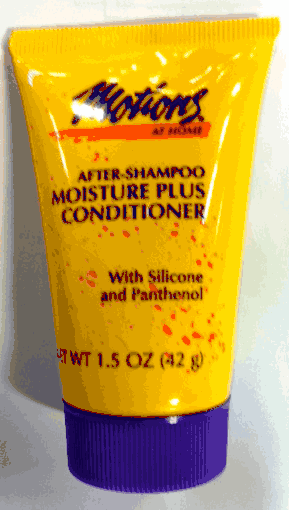 Motions
AT HOME
AFTER-SHAMPOO
MOISTURE PLUS
CONDITIONER
With Silicone
and Panthenol
ET WT 1.5 OZ (42 g)